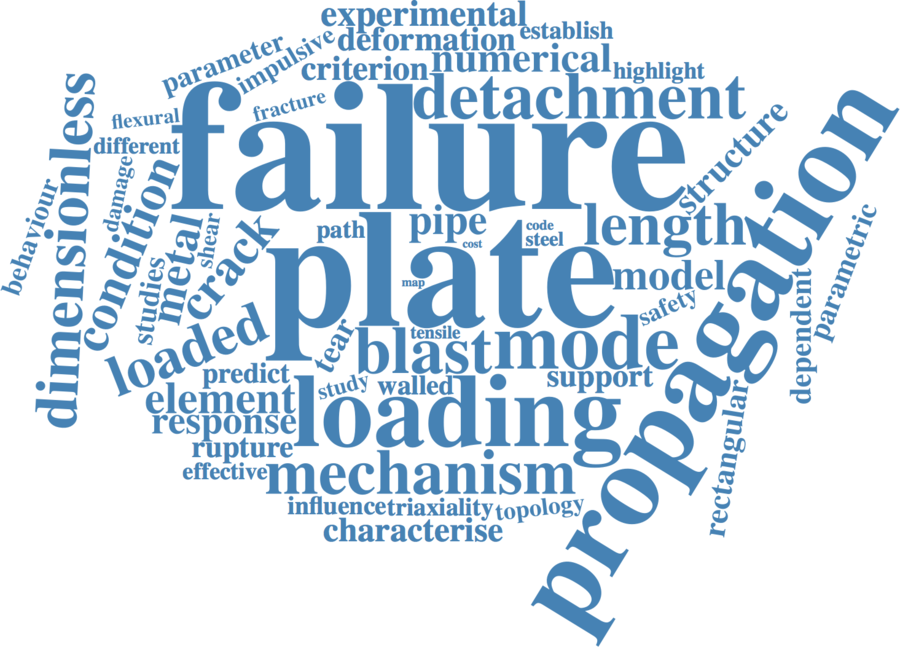 experimental
deformation
establish
parameter
impulsive
criterion
numerical
highlight
failure
detachment
flexural
fracture
different
structure
dimensionless
behaviour
damage
condition
studies
metal
shear
crack
path
pipe
cost
code
steel
length
propagation
plate
map
model
safety
parametric
dependent
loaded
tear
tensile
blast
mode
predict
study
walled
support
element
loading
response
rectangular
rupture
effective
mechanism
influence
triaxiality
topology
characterise